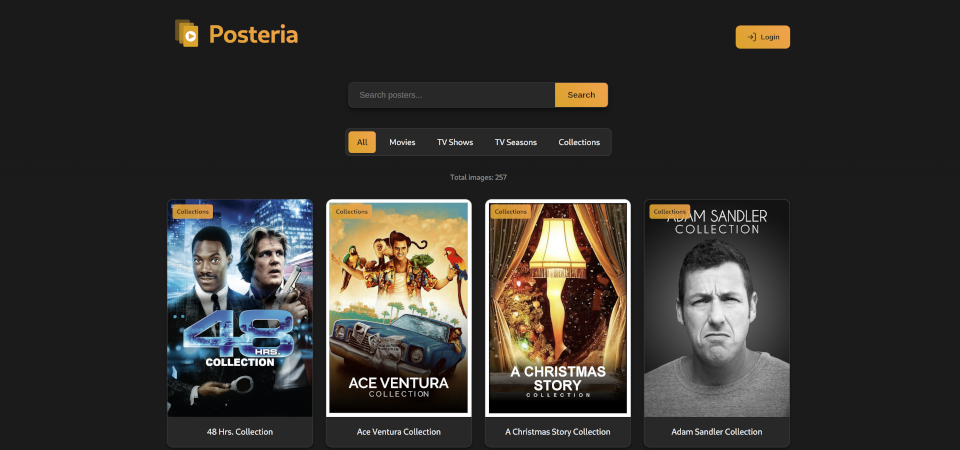 Posteria
Login
Search posters...
Search
All
Movies
TV Shows
TV Seasons
Collections
Total images: 257
Collections
48
HRS.
COLLECTION
48 Hrs. Collection
Collections
ACE VENTURA
COLLECTION
Ace Ventura Collection
Collections
A CHRISTMAS
STORY
COLLECTION
A Christmas Story Collection
Collections
ADAM SANDLER
COLLECTION
Adam Sandler Collection